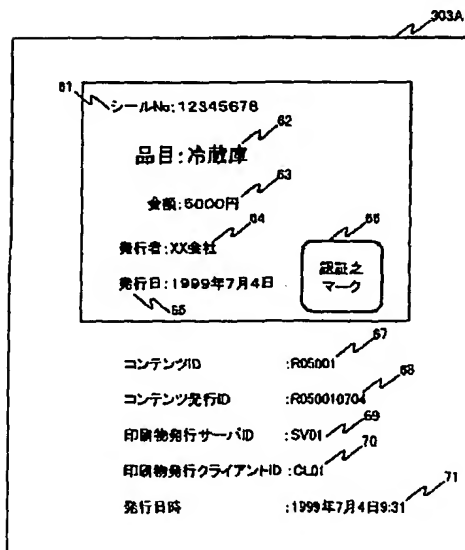 303A
61
シールNo:12345678
62
品目:冷蔵庫
63
金額:5000円
64
発行者:XX会社
66
認証之
マーク
発行日:1999年7月4日
65
67
コンテンツID :R05001
68
コンテンツ発行ID :R050010704
69
印刷物発行サーバID :SV01
70
印刷物発行クライアントID :CL01
71
発行日時 :1999年7月4日9:31